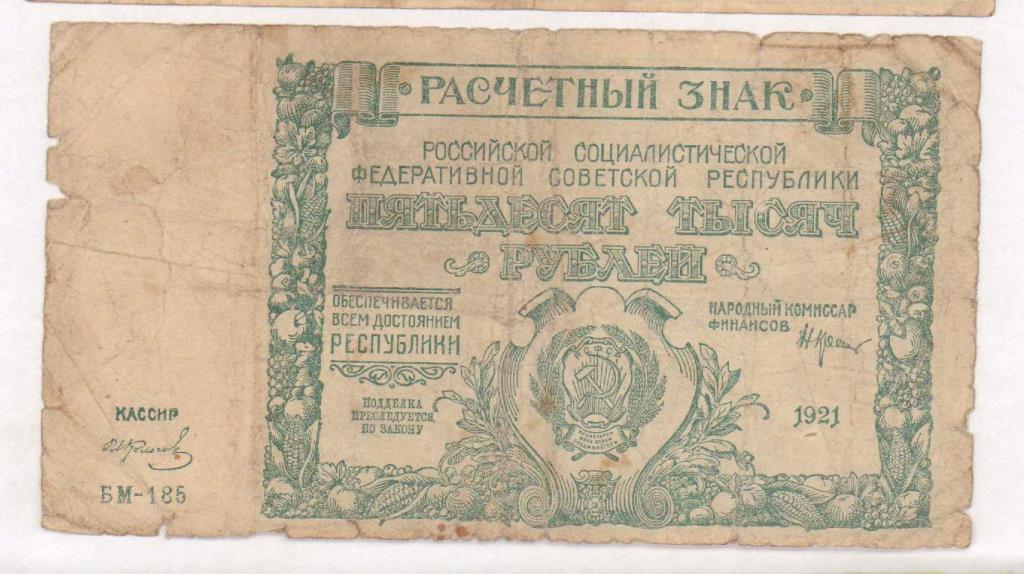 РАСЧЕТНЫЙ ЗНАК
РОССИЙСКОЙ СОЦИАЛИСТИЧЕСКОЙ
ФЕДЕРАТИВНОЙ СОВЕТСКОЙ РЕСПУБЛИКИ
ПЯТЬДЕСЯТ ТЫСЯЧ
РУБЛЕЙ
ОБЕСПЕЧИВАЕТСЯ
ВСЕМ ДОСТОЯНИЕМ
РЕСПУБЛИКИ
ПОДДЕЛКА
ПРЕСЛЕДУЕТСЯ
ПО ЗАКОНУ
НАРОДНЫЙ КОМИССАР
ФИНАНСОВ
1921
КАССИР
БМ-185